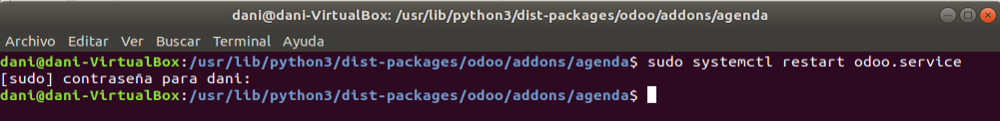 dani@dani-VirtualBox: /usr/lib/python3/dist-packages/odoo/addons/agenda
Archivo Editar Ver Buscar Terminal Ayuda
dani@dani-VirtualBox:/usr/lib/python3/dist-packages/odoo/addons/agenda$ sudo systemctl restart odoo.service
[sudo] contraseña para dani:
dani@dani-VirtualBox:/usr/lib/python3/dist-packages/odoo/addons/agenda$